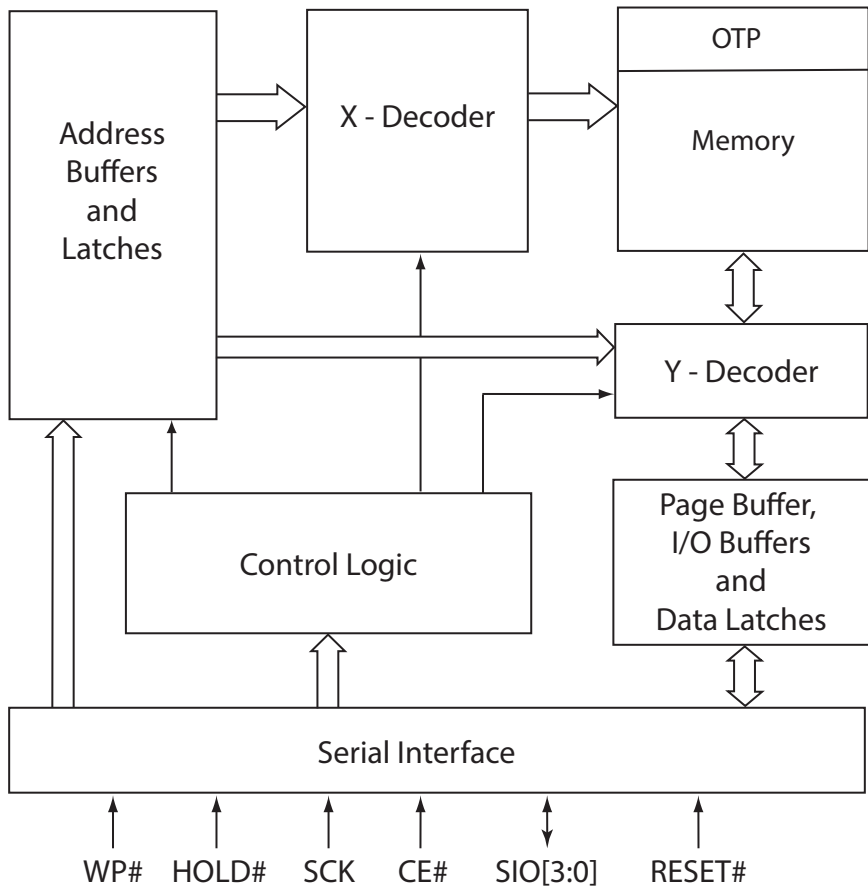 OTP
Memory
X - Decoder
Address
Buffers
and
Latches
Y - Decoder
Page Buffer,
I/O Buffers
and
Data Latches
Control Logic
Serial Interface
WP# HOLD# SCK CE# SIO[3:0] RESET#